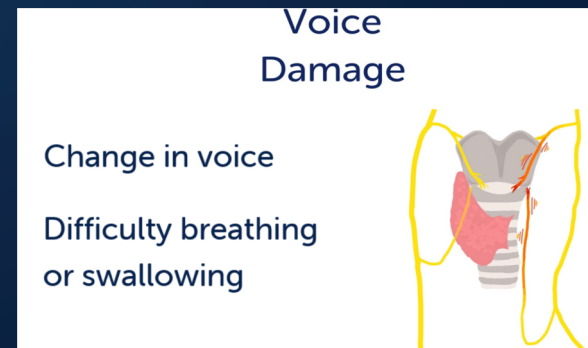 Voice
Damage
Change in voice
Difficulty breathing
or swallowing